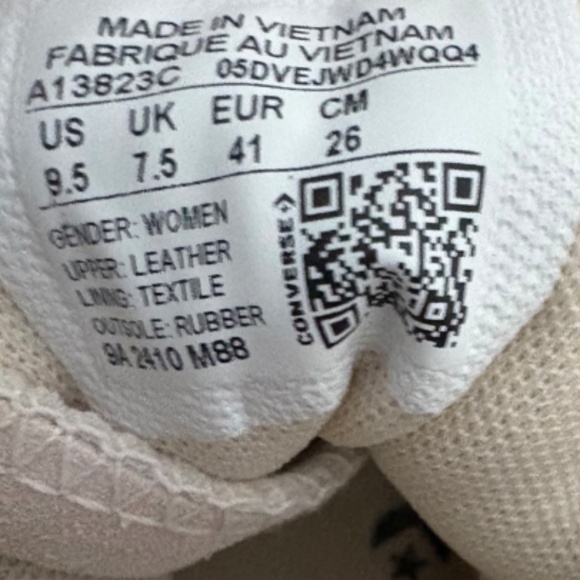 MADE IN VIETNAM
FABRIQUE AU VIETNAM
A13823C 05DVEJWD4WQQ4
US UK EUR CM
9.5 7.5 41 26
GENDER: WOMEN
UPPER: LEATHER
LINING: TEXTILE
OUTSOLE: RUBBER
9A 2410 M88
CONVERSE